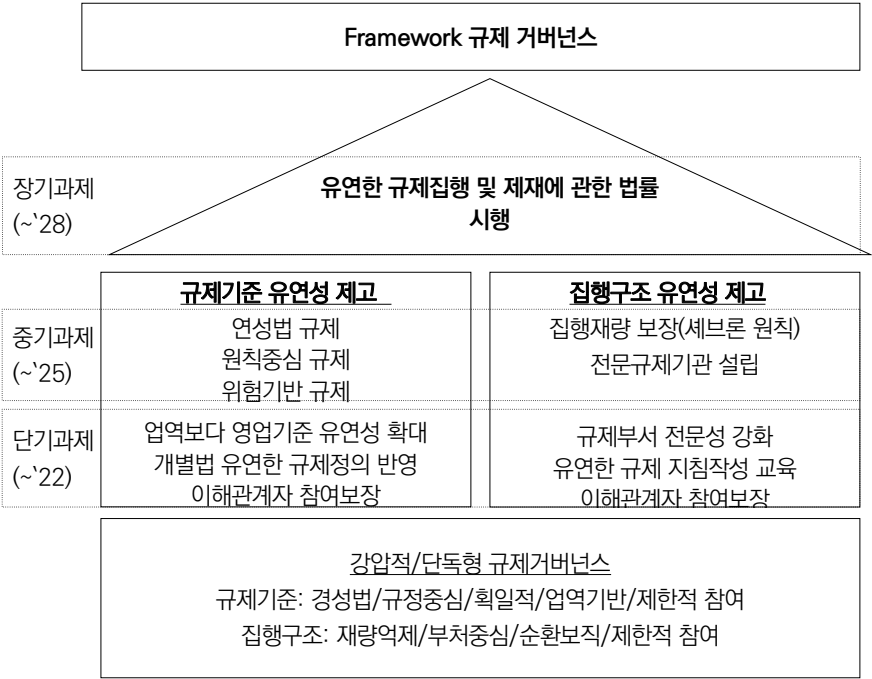 Framework 규제 거버넌스
장기과제
(~`28)
유연한 규제집행 및 제재에 관한 법률
시행
규제기준 유연성 제고
집행구조 유연성 제고
중기과제
(~`25)
연성법 규제
원칙중심 규제
위험기반 규제
집행재량 보장(셰브론 원칙)
전문규제기관 설립
단기과제
(~`22)
업역보다 영업기준 유연성 확대
개별법 유연한 규제정의 반영
이해관계자 참여보장
규제부서 전문성 강화
유연한 규제 지침작성 교육
이해관계자 참여보장
강압적/단독형 규제거버넌스
규제기준: 경성법/규정중심/획일적/업역기반/제한적 참여
집행구조: 재량억제/부처중심/순환보직/제한적 참여